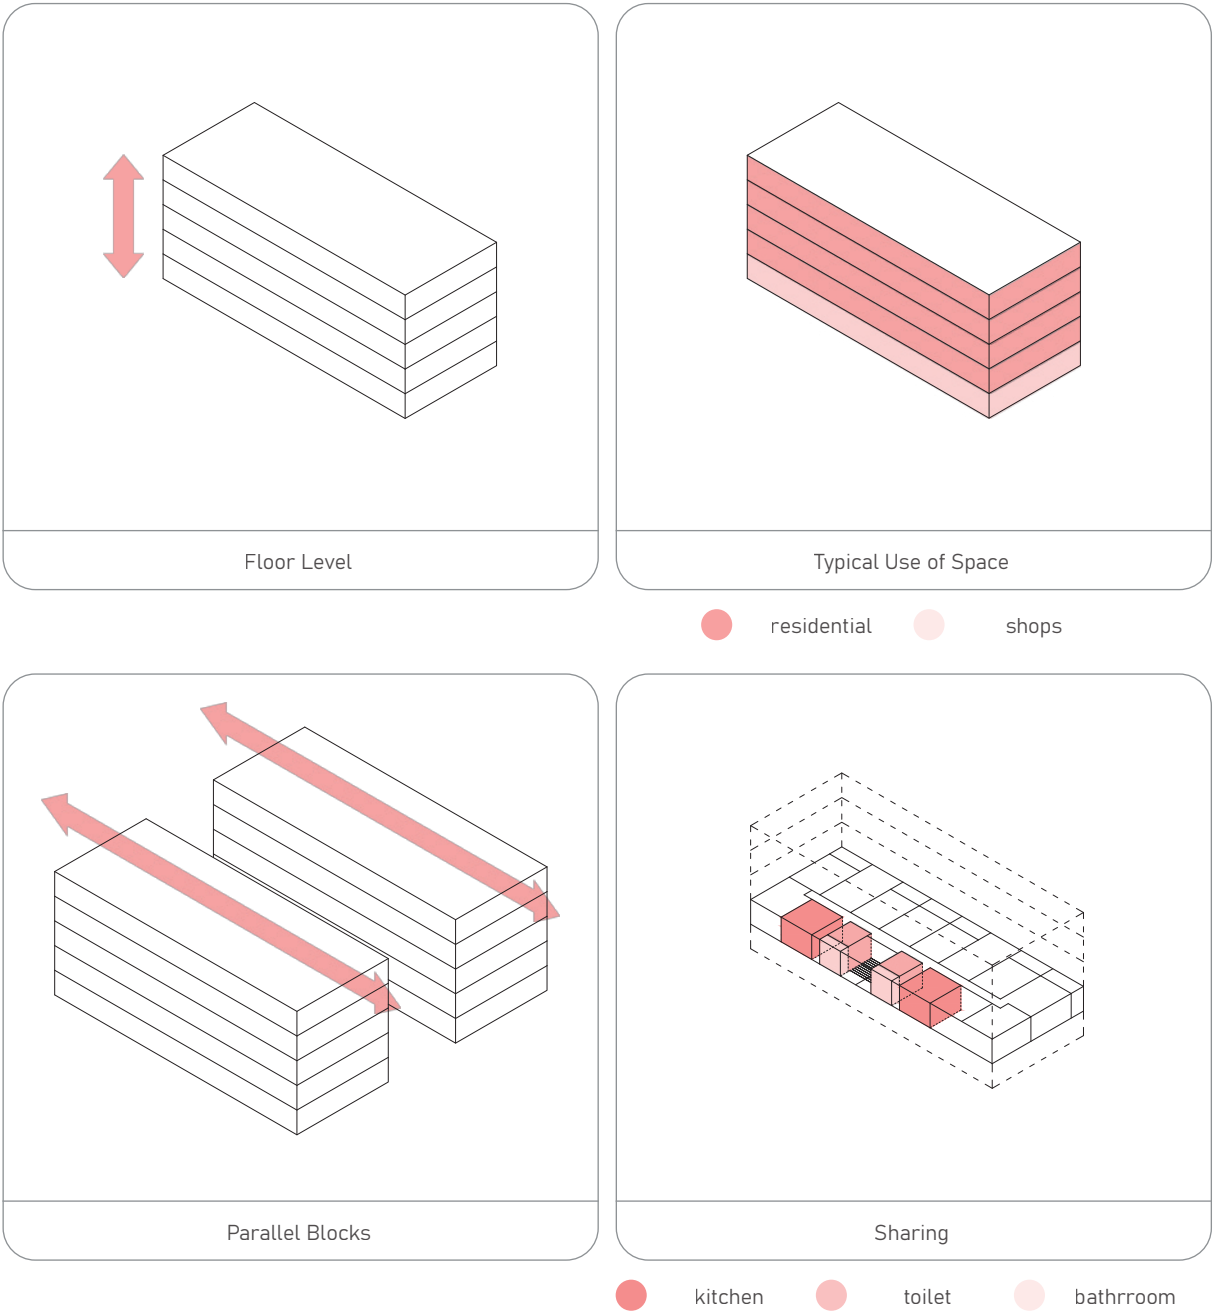 Floor Level
Typical Use of Space
residential
shops
Parallel Blocks
Sharing
kitchen
toilet
bathrroom